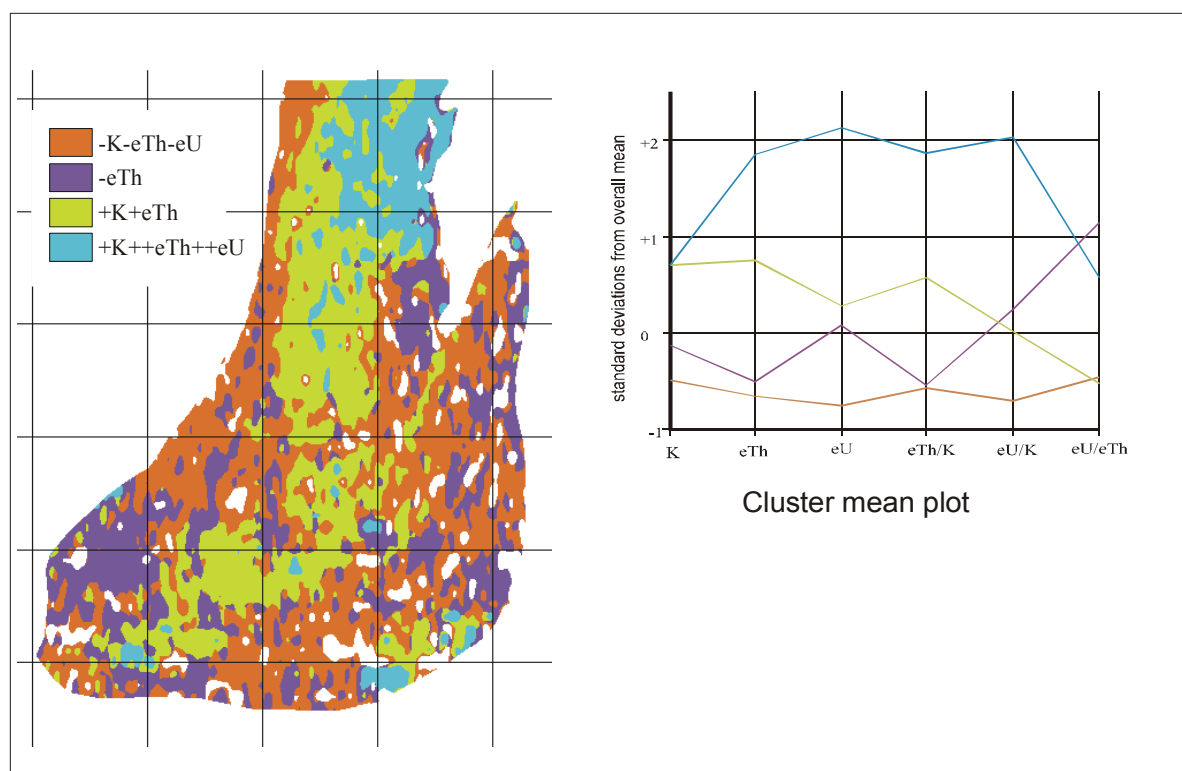 -K-eTh-eU
-eTh
+K+eTh
+K++eTh++eU
standard deviations from overall mean
+2
+1
0
-1
K
eTh
eU
eTh/K
eU/K
eU/eTh
Cluster mean plot